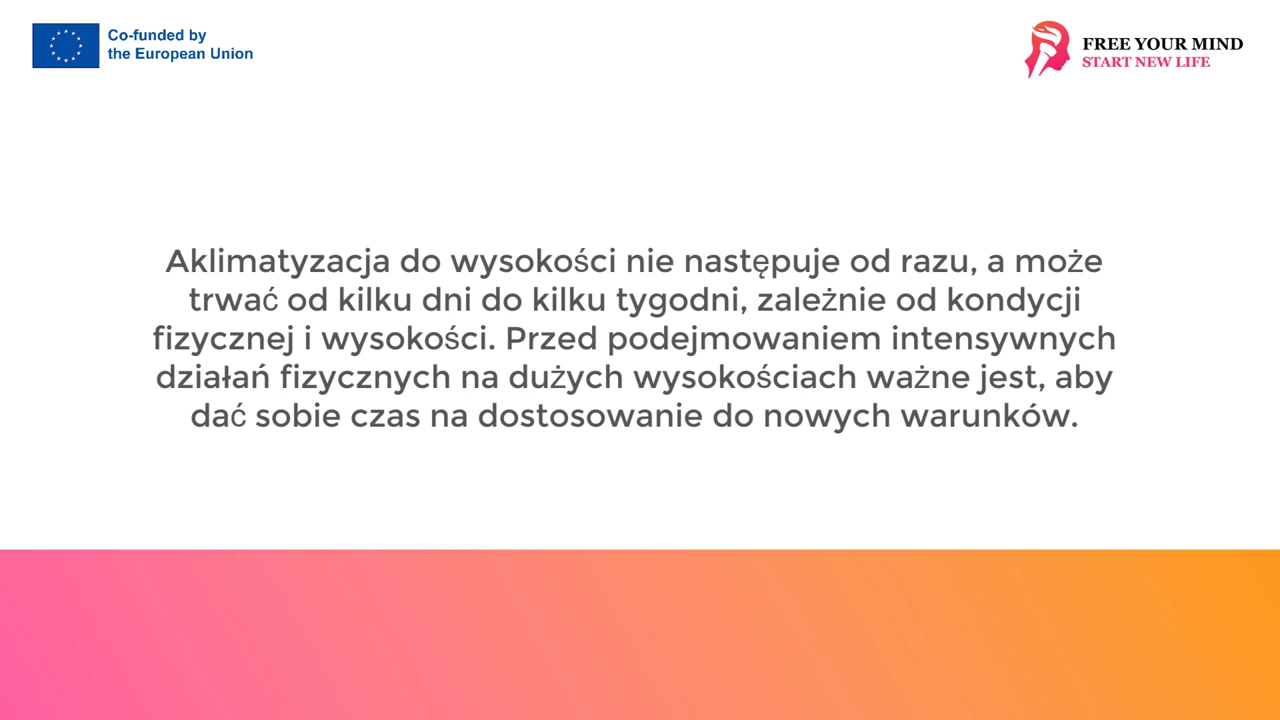 Co-funded by
the European Union
FREE YOUR MIND
START NEW LIFE
Aklimatyzacja do wysokości nie następuje od razu, a może
trwać od kilku dni do kilku tygodni, zależnie od kondycji
fizycznej i wysokości. Przed podejmowaniem intensywnych
działań fizycznych na dużych wysokościach ważne jest, aby
dać sobie czas na dostosowanie do nowych warunków.